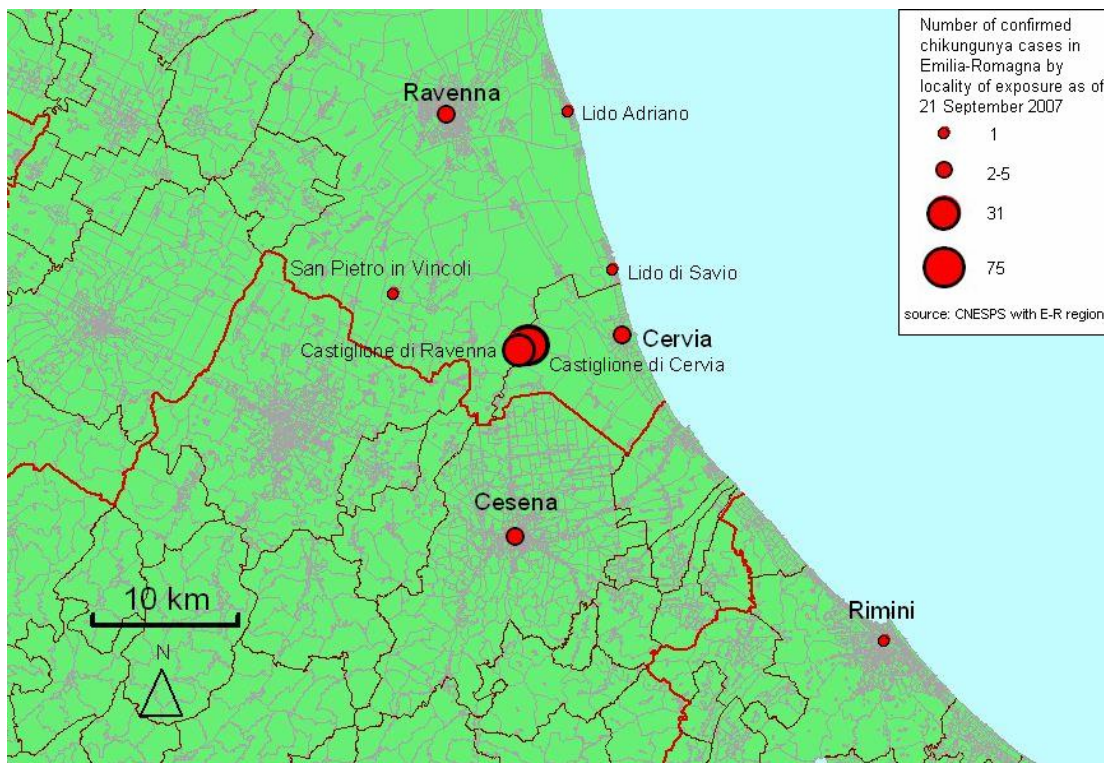 Number of confirmed
chikungunya cases in
Emilia-Romagna by
locality of exposure as of
21 September 2007
1
2-5
31
75
source: CNESPS with E-R region
Ravenna
Lido Adriano
San Pietro in Vincoli
Lido di Savio
Cervia
Castiglione di Ravenna
Castiglione di Cervia
Cesena
10 km
Rimini
N